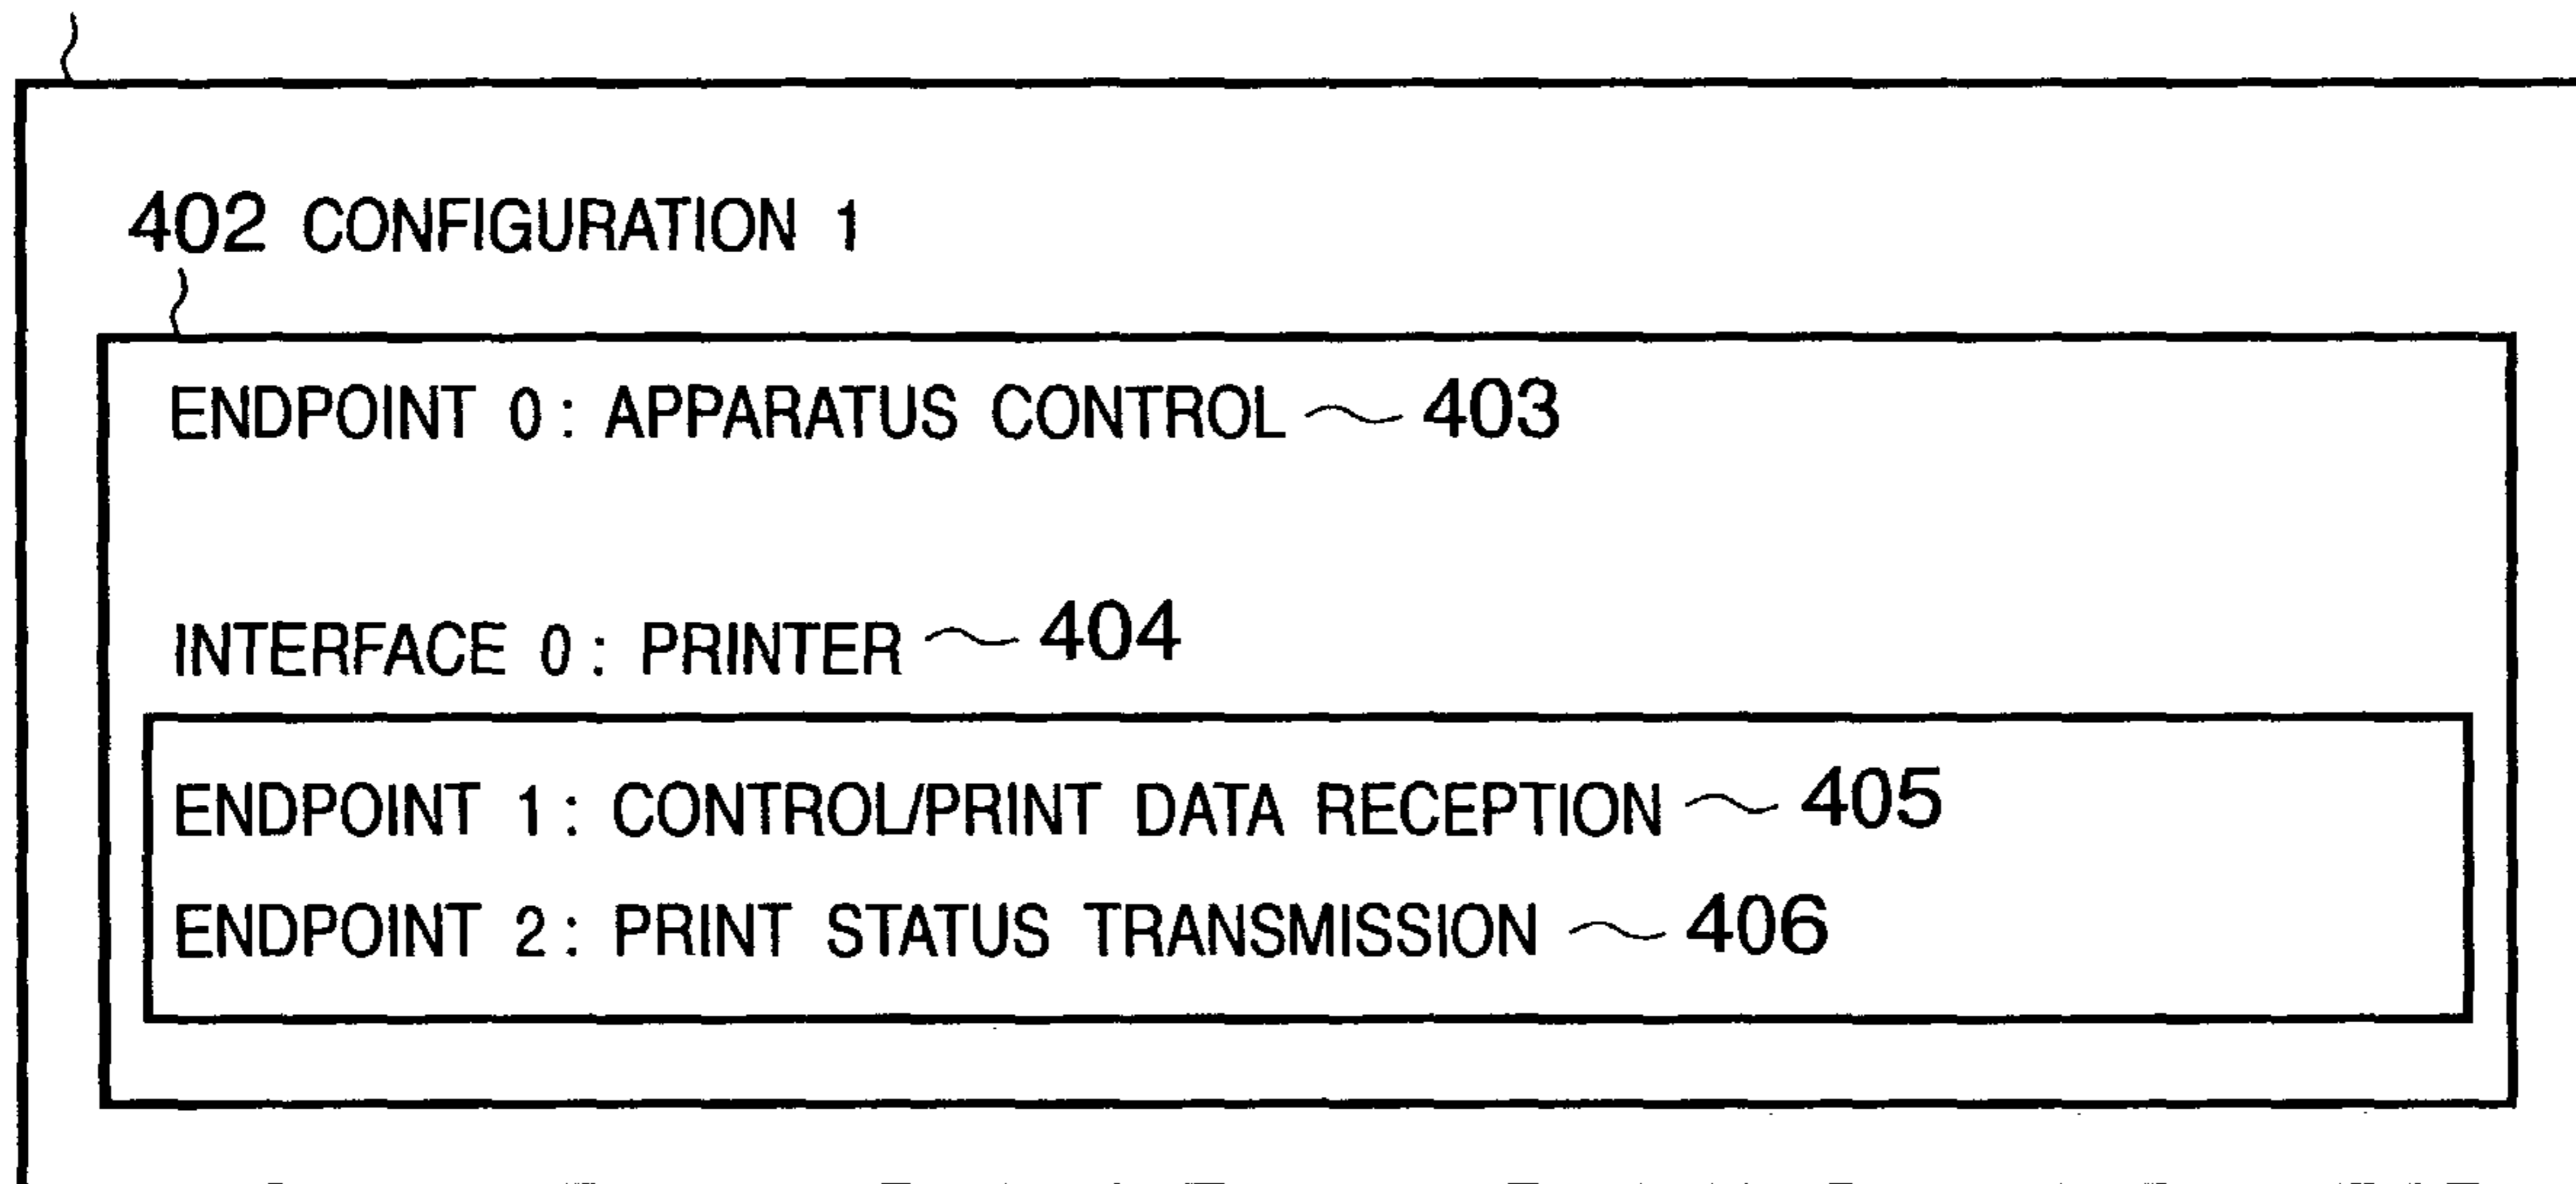 402 CONFIGURATION 1
ENDPOINT 0 : APPARATUS CONTROL 403
INTERFACE 0 : PRINTER 404
ENDPOINT 1 : CONTROL/PRINT DATA RECEPTION 405
ENDPOINT 2 : PRINT STATUS TRANSMISSION 406